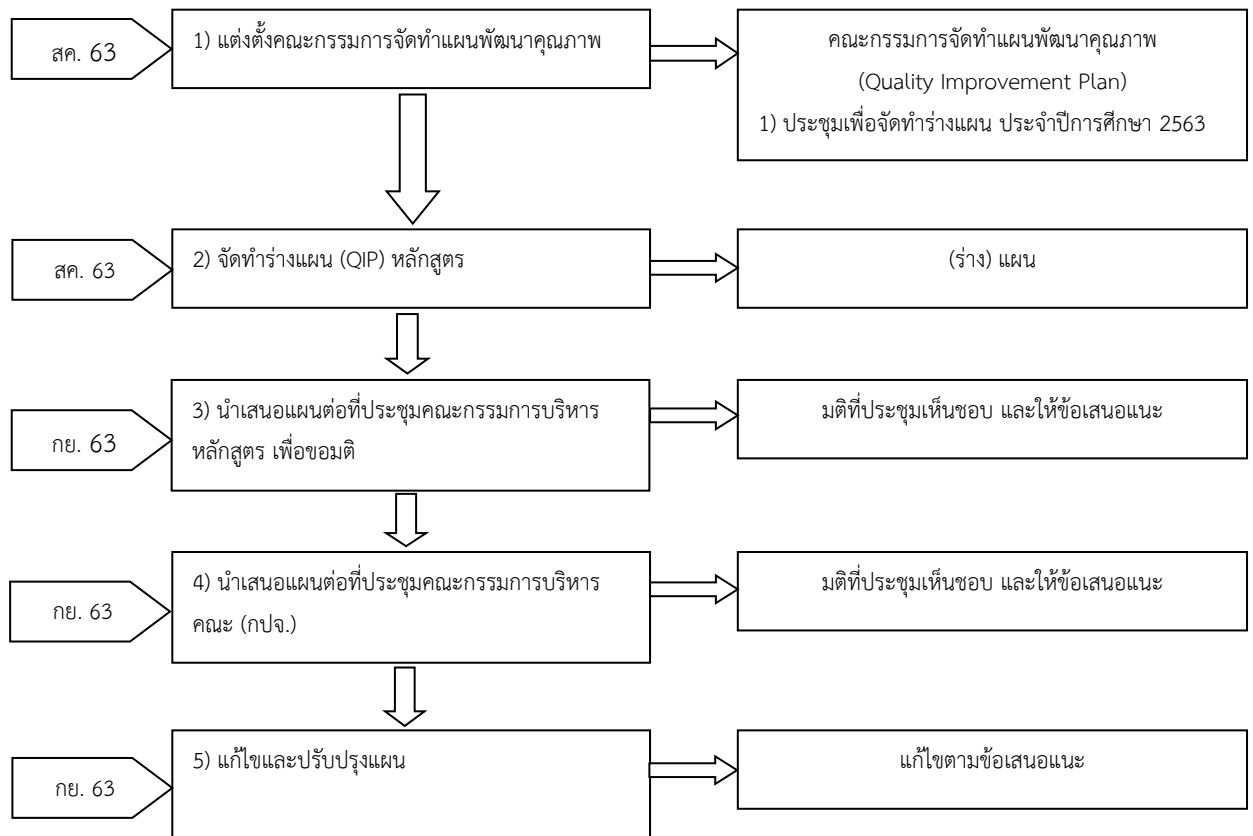 สค. 63
1) แต่งตั้งคณะกรรมการจัดทำแผนพัฒนาคุณภาพ
คณะกรรมการจัดทำแผนพัฒนาคุณภาพ
(Quality Improvement Plan)
1) ประชุมเพื่อจัดทำร่างแผน ประจำปีการศึกษา 2563
สค. 63
2) จัดทำร่างแผน (QIP) หลักสูตร
(ร่าง) แผน
กย. 63
3) นำเสนอแผนต่อที่ประชุมคณะกรรมการบริหาร
หลักสูตร เพื่อขอมติ
มติที่ประชุมเห็นชอบ และให้ข้อเสนอแนะ
กย. 63
4) นำเสนอแผนต่อที่ประชุมคณะกรรมการบริหาร
คณะ (กปจ.)
มติที่ประชุมเห็นชอบ และให้ข้อเสนอแนะ
กย. 63
5) แก้ไขและปรับปรุงแผน
แก้ไขตามข้อเสนอแนะ